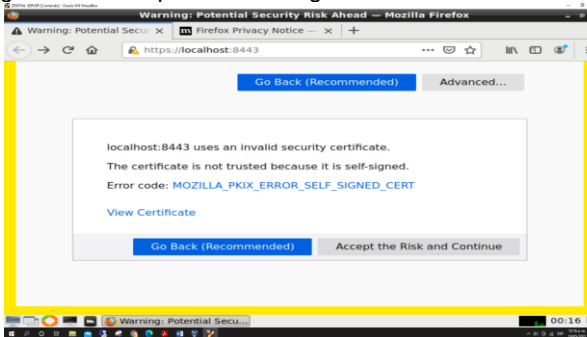 Warning: Potential Security Risk Ahead — Mozilla Firefox
Warning: Potential Secur
Firefox Privacy Notice —
https://localhost:8443
Go Back (Recommended)
Advanced...
localhost:8443 uses an invalid security certificate.
The certificate is not trusted because it is self-signed.
Error code: MOZILLA_PKIX_ERROR_SELF_SIGNED_CERT
View Certificate
Go Back (Recommended)
Accept the Risk and Continue
Warning: Potential Secu...
00:16